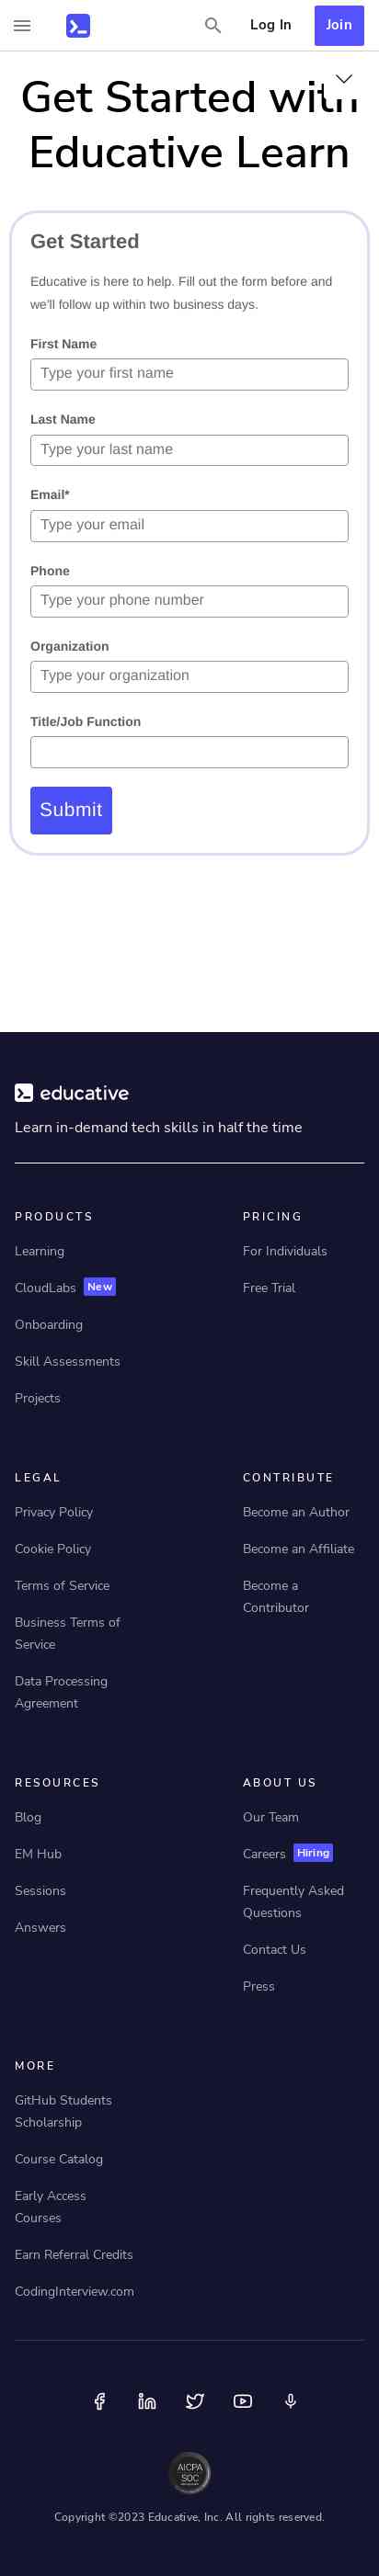 Log In
Join
Get Started with
Educative Learn
Get Started
Educative is here to help. Fill out the form before and
we'll follow up within two business days.
First Name
Type your first name
Last Name
Type your last name
Email*
Type your email
Phone
Type your phone number
Organization
Type your organization
Title/Job Function
Submit
educative
Learn in-demand tech skills in half the time
PRODUCTS
Learning
CloudLabs New
Onboarding
Skill Assessments
Projects
PRICING
For Individuals
Free Trial
LEGAL
Privacy Policy
Cookie Policy
Terms of Service
Business Terms of
Service
Data Processing
Agreement
CONTRIBUTE
Become an Author
Become an Affiliate
Become a
Contributor
RESOURCES
Blog
EM Hub
Sessions
Answers
ABOUT US
Our Team
Careers Hiring
Frequently Asked
Questions
Contact Us
Press
MORE
GitHub Students
Scholarship
Course Catalog
Early Access
Courses
Earn Referral Credits
CodingInterview.com
AICPA
SOC
Copyright ©2023 Educative, Inc. All rights reserved.